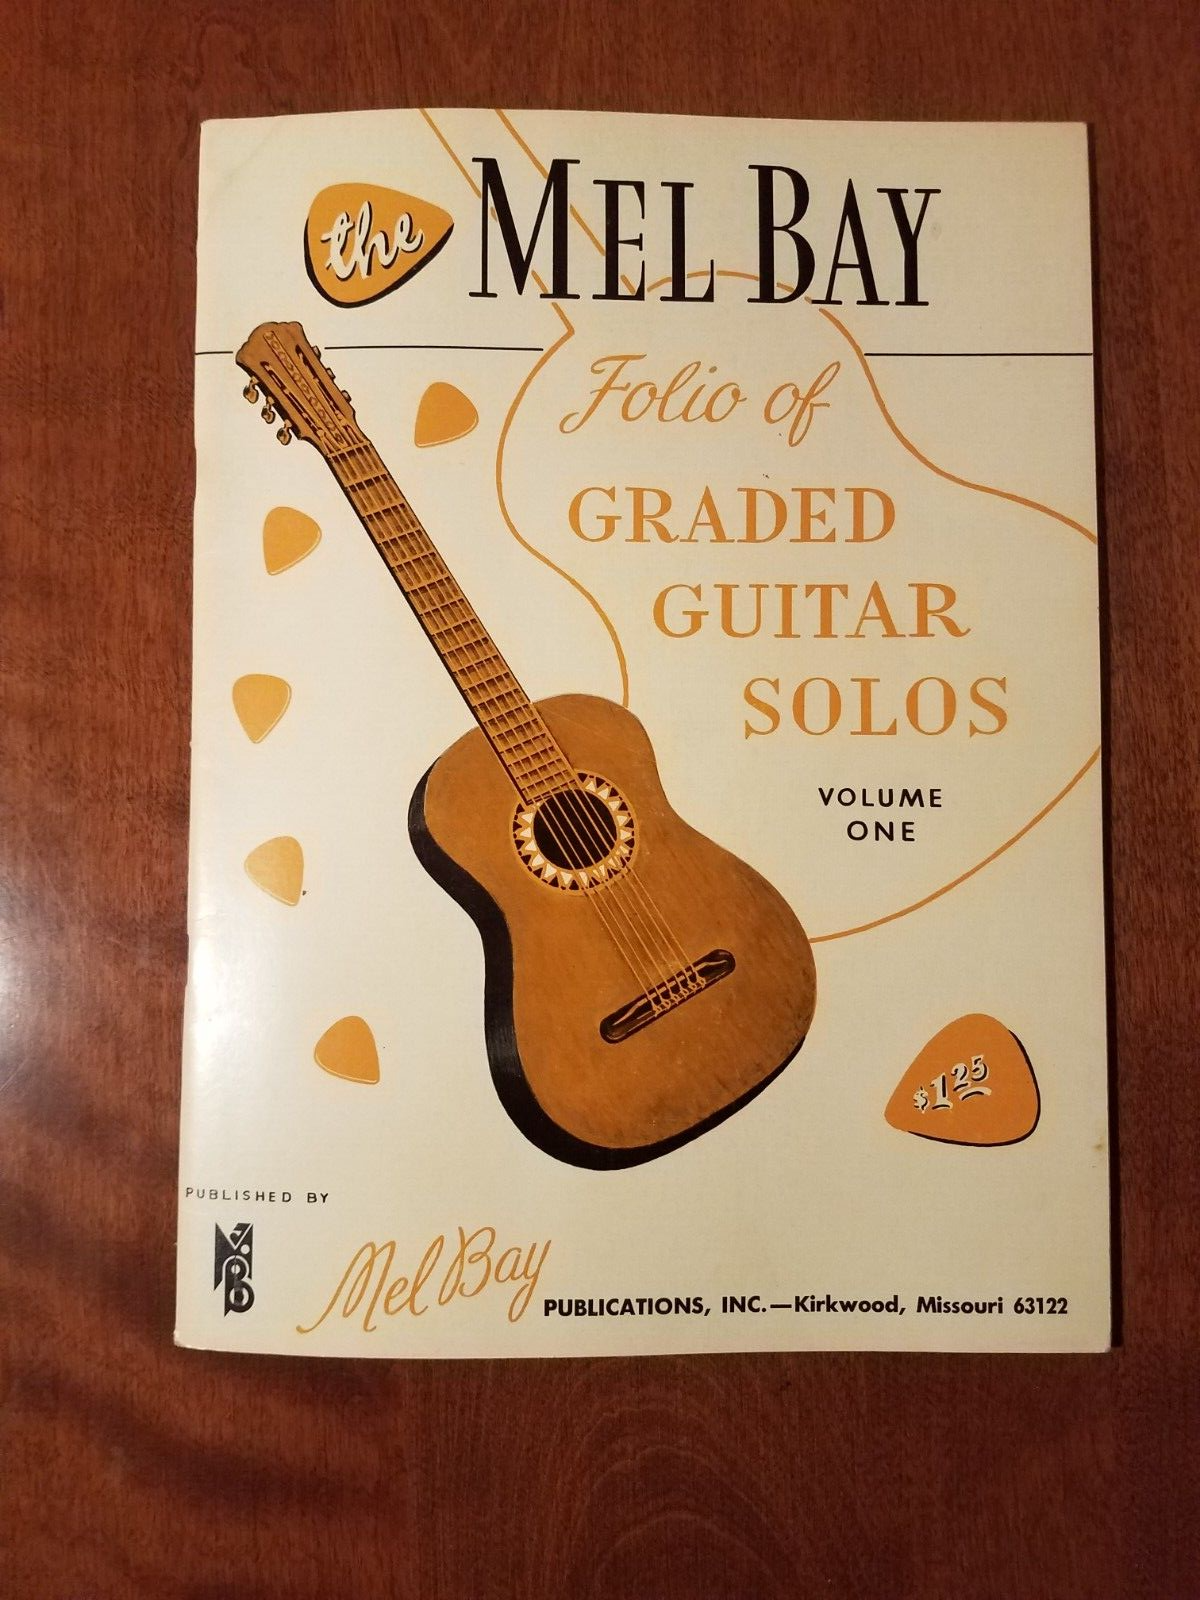 the MEL BAY
Folio of
GRADED
GUITAR
SOLOS
VOLUME
ONE
$1.25
PUBLISHED BY
Mel Bay PUBLICATIONS, INC.—Kirkwood, Missouri 63122